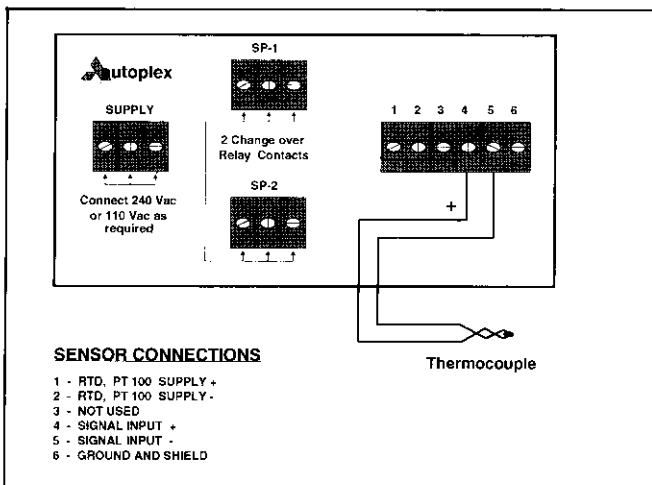 Autoplex
SUPPLY
Connect 240 Vac
or 110 Vac as
required
SP-1
2 Change over
Relay Contacts
SP-2
1 2 3 4 5 6
+
Thermocouple
SENSOR CONNECTIONS
1 - RTD, PT 100 SUPPLY +
2 - RTD, PT 100 SUPPLY -
3 - NOT USED
4 - SIGNAL INPUT +
5 - SIGNAL INPUT -
6 - GROUND AND SHIELD